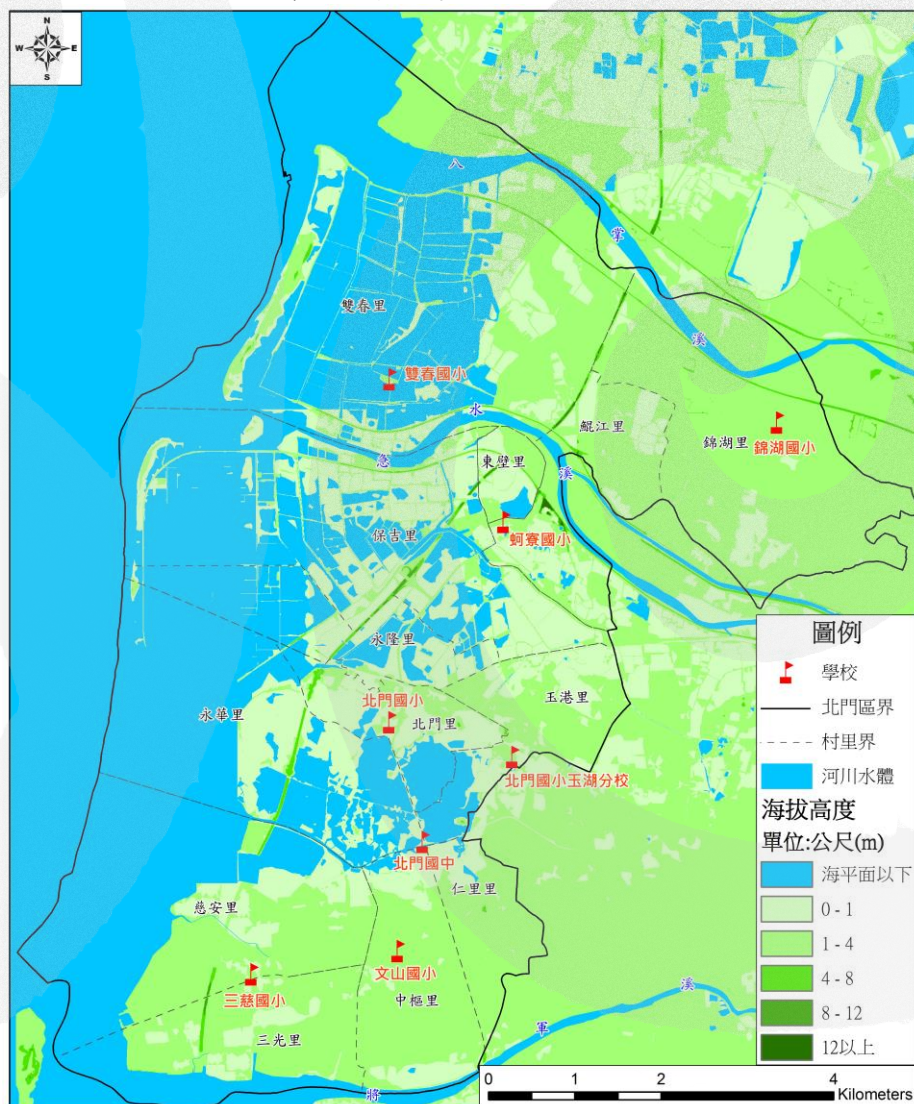 N
W E
S
八
掌
溪
雙春里
雙春國小
水
急
溪
東壁里
鯤江里
錦湖里
錦湖國小
保吉里
蚵寮國小
永隆里
永華里
北門國小
北門里
玉港里
北門國小玉湖分校
北門國中
仁里里
慈安里
文山國小
三慈國小
中樞里
三光里
將
軍
溪
圖例
學校
北門區界
村里界
河川水體
海拔高度
單位:公尺(m)
海平面以下
0 - 1
1 - 4
4 - 8
8 - 12
12以上
0 1 2 4
Kilometers